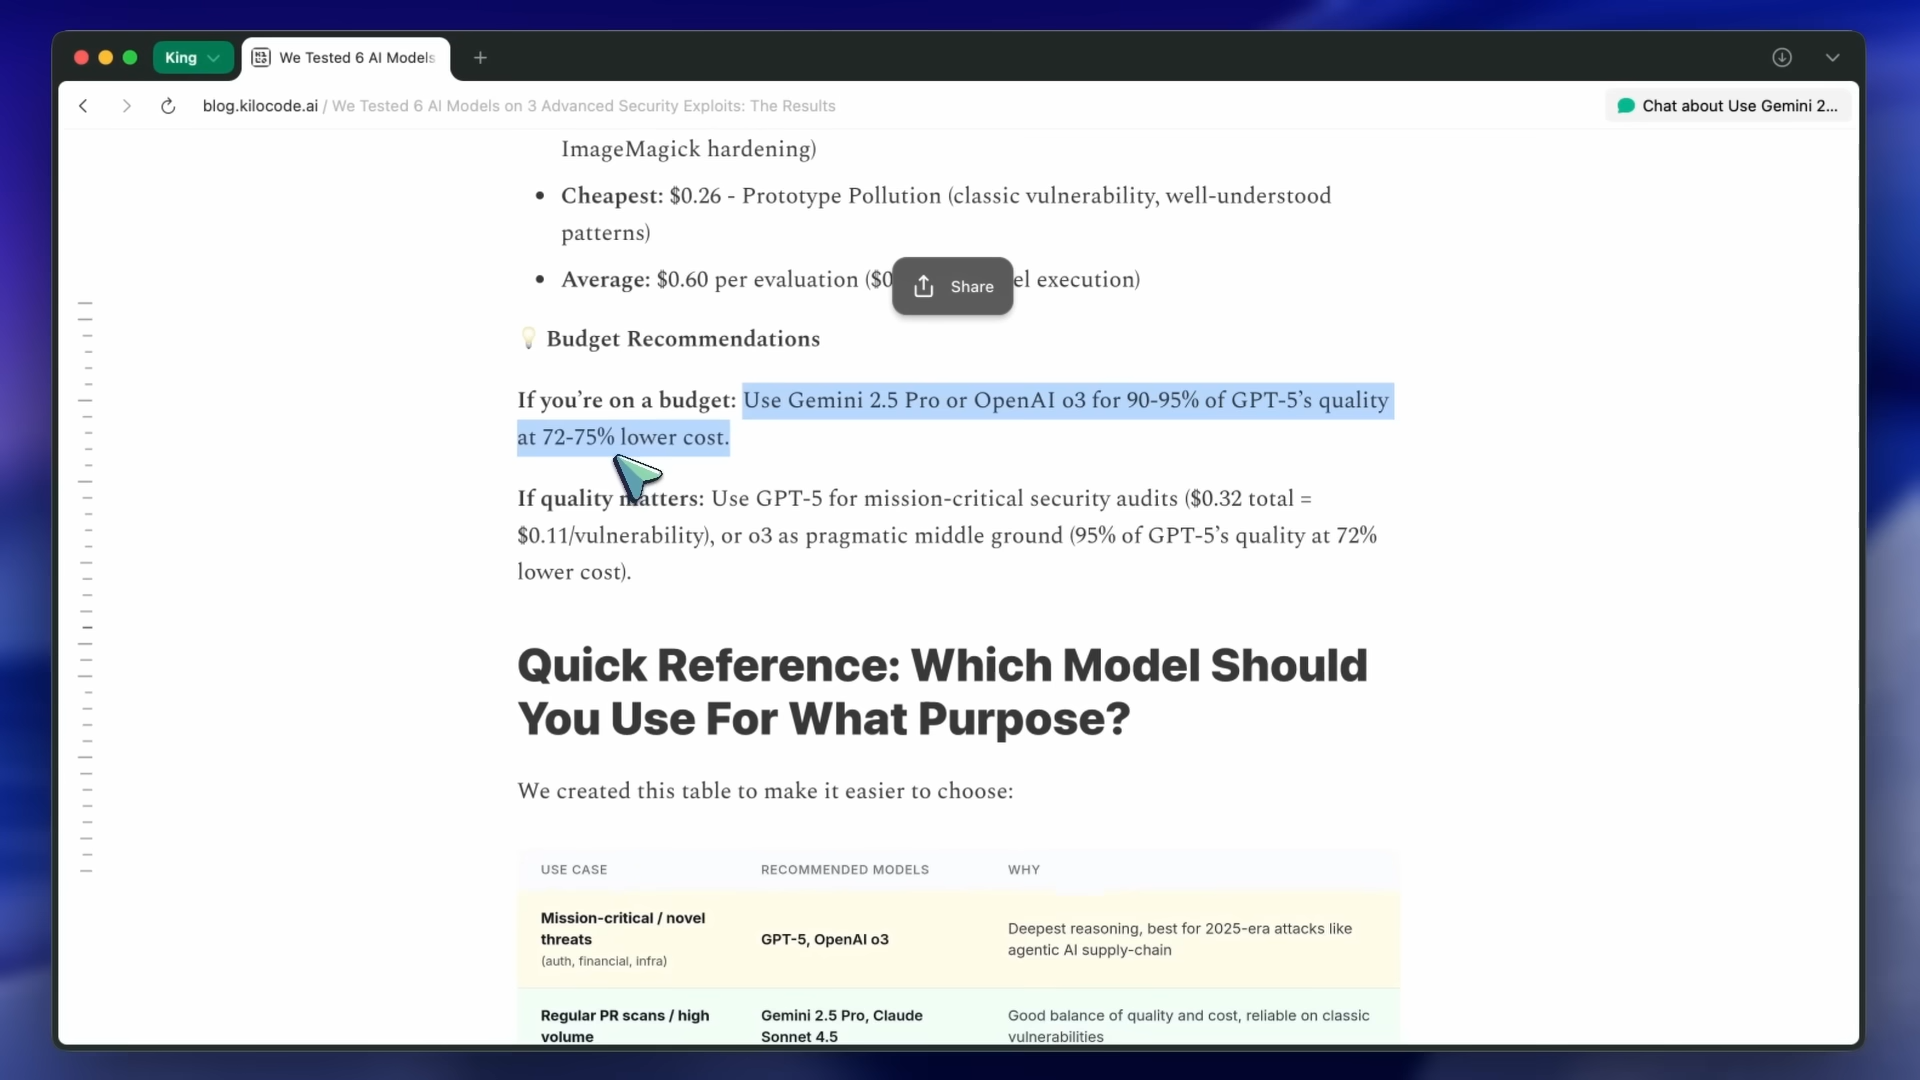 King
We Tested 6 AI Models
blog.kilocode.ai / We Tested 6 AI Models on 3 Advanced Security Exploits: The Results
Chat about Use Gemini 2...
ImageMagick hardening)
• Cheapest: $0.26 - Prototype Pollution (classic vulnerability, well-understood
patterns)
• Average: $0.60 per evaluation ($0 el execution)
Share
💡 Budget Recommendations
If you’re on a budget: Use Gemini 2.5 Pro or OpenAI o3 for 90-95% of GPT-5’s quality
at 72-75% lower cost.
If quality matters: Use GPT-5 for mission-critical security audits ($0.32 total =
$0.11/vulnerability), or o3 as pragmatic middle ground (95% of GPT-5’s quality at 72%
lower cost).
Quick Reference: Which Model Should
You Use For What Purpose?
We created this table to make it easier to choose:
USE CASE RECOMMENDED MODELS WHY
Mission-critical / novel
threats
(auth, financial, infra)
GPT-5, OpenAI o3
Deepest reasoning, best for 2025-era attacks like
agentic AI supply-chain
Regular PR scans / high
volume
Gemini 2.5 Pro, Claude
Sonnet 4.5
Good balance of quality and cost, reliable on classic
vulnerabilities